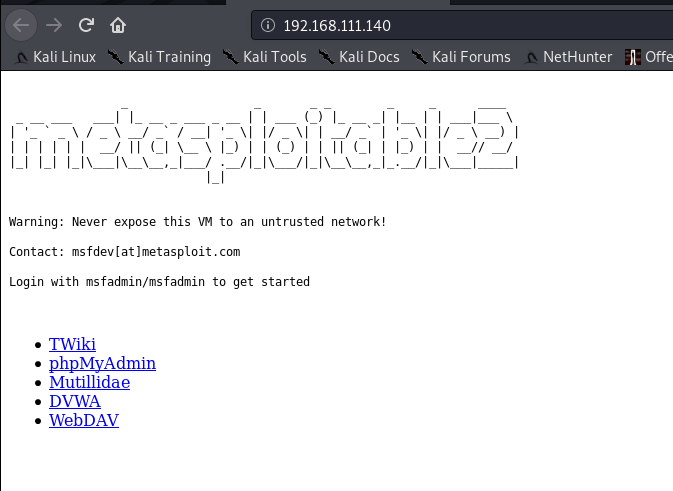 192.168.111.140
Kali Linux Kali Training Kali Tools Kali Docs Kali Forums NetHunter Offe
metasploitable2
Warning: Never expose this VM to an untrusted network!
Contact: msfdev[at]metasploit.com
Login with msfadmin/msfadmin to get started
TWiki
phpMyAdmin
Mutillidae
DVWA
WebDAV